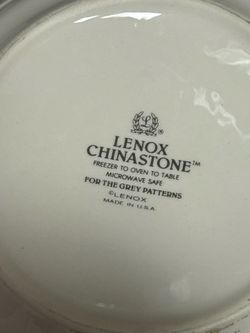 L ®
LENOX
CHINASTONE™
FREEZER TO OVEN TO TABLE
MICROWAVE SAFE
FOR THE GREY PATTERNS
©LENOX
MADE IN U.S.A.